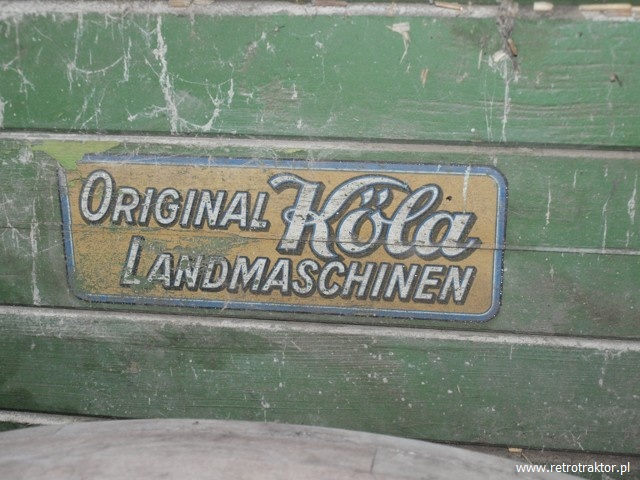 ORIGINAL Köla
LANDMASCHINEN
www.retrotraktor.pl